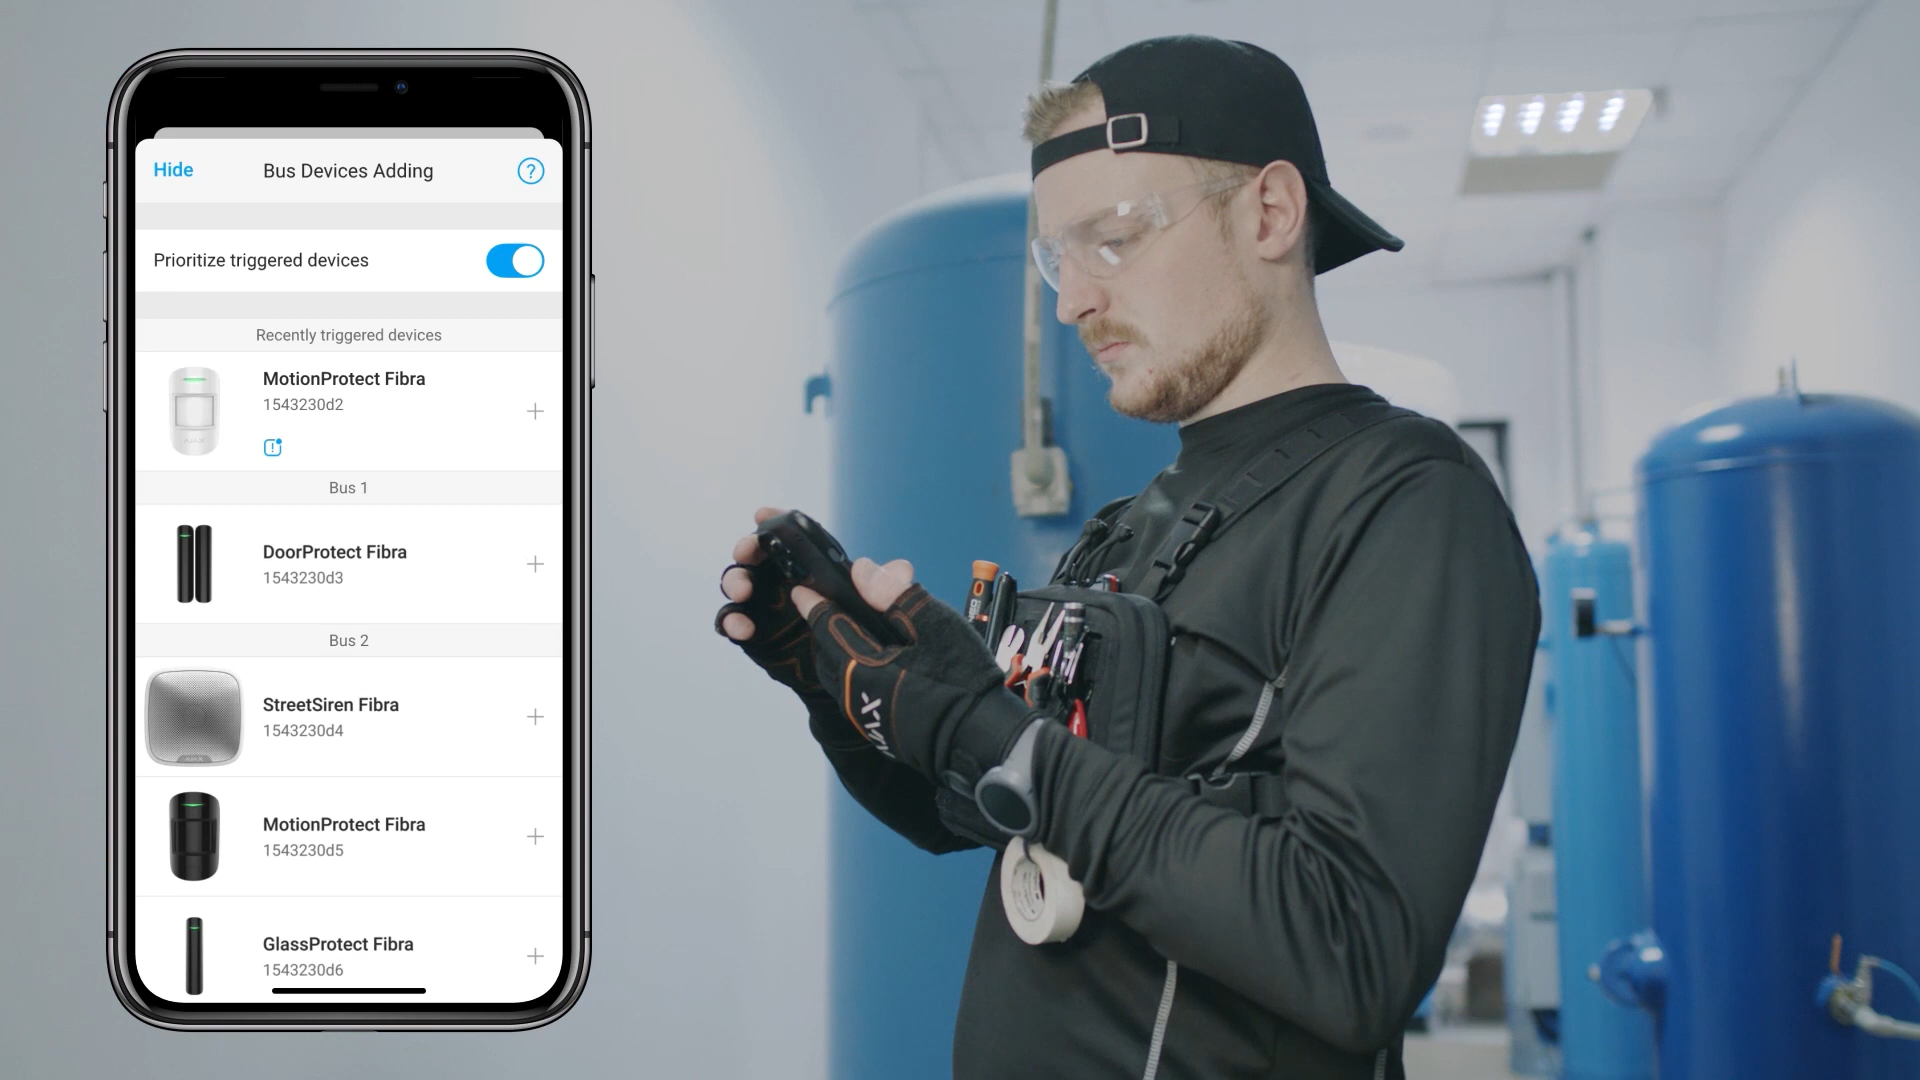 Hide
Bus Devices Adding
?
Prioritize triggered devices
Recently triggered devices
MotionProtect Fibra
1543230d2
Bus 1
DoorProtect Fibra
1543230d3
Bus 2
StreetSiren Fibra
1543230d4
MotionProtect Fibra
1543230d5
GlassProtect Fibra
1543230d6
AJAX